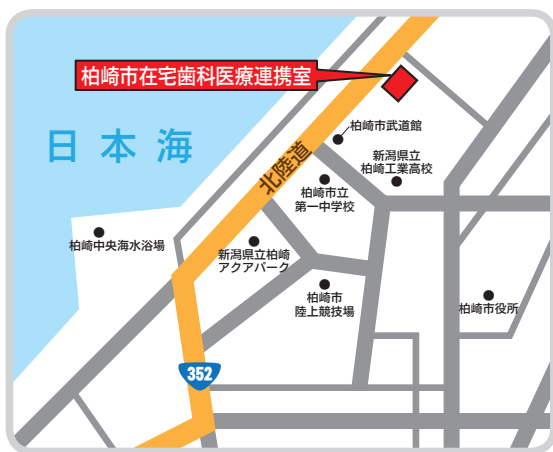 柏崎市在宅歯科医療連携室
日本海
北陸道
柏崎市武道館
新潟県立
柏崎工業高校
柏崎市立
第一中学校
柏崎中央海水浴場
新潟県立柏崎
アクアパーク
柏崎市
陸上競技場
柏崎市役所
352